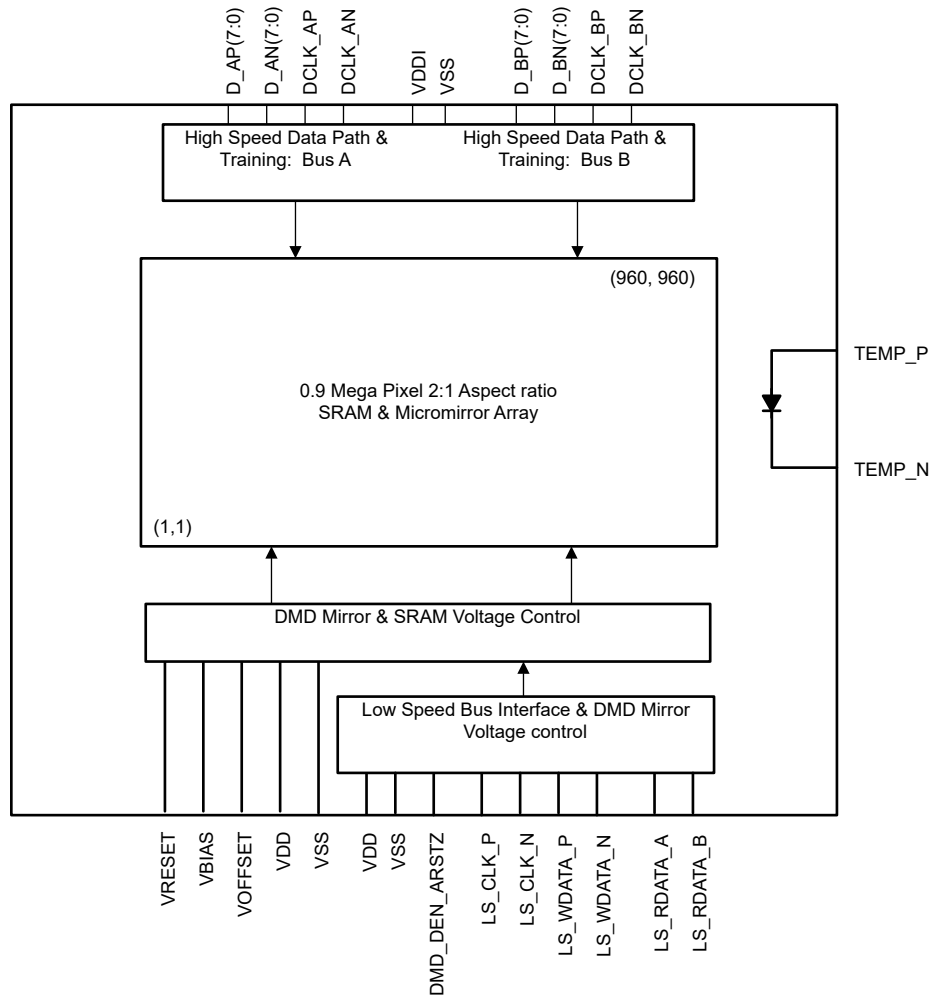 D_AP(7:0)
D_AN(7:0)
DCLK_AP
DCLK_AN
VDDI
VSS
D_BP(7:0)
D_BN(7:0)
DCLK_BP
DCLK_BN
High Speed Data Path &
Training: Bus A
High Speed Data Path &
Training: Bus B
(960, 960)
0.9 Mega Pixel 2:1 Aspect ratio
SRAM & Micromirror Array
(1,1)
TEMP_P
TEMP_N
DMD Mirror & SRAM Voltage Control
Low Speed Bus Interface & DMD Mirror
Voltage control
VRESET
VBIAS
VOFFSET
VDD
VSS
VDD
VSS
DMD_DEN_ARSTZ
LS_CLK_P
LS_CLK_N
LS_WDATA_P
LS_WDATA_N
LS_RDATA_A
LS_RDATA_B